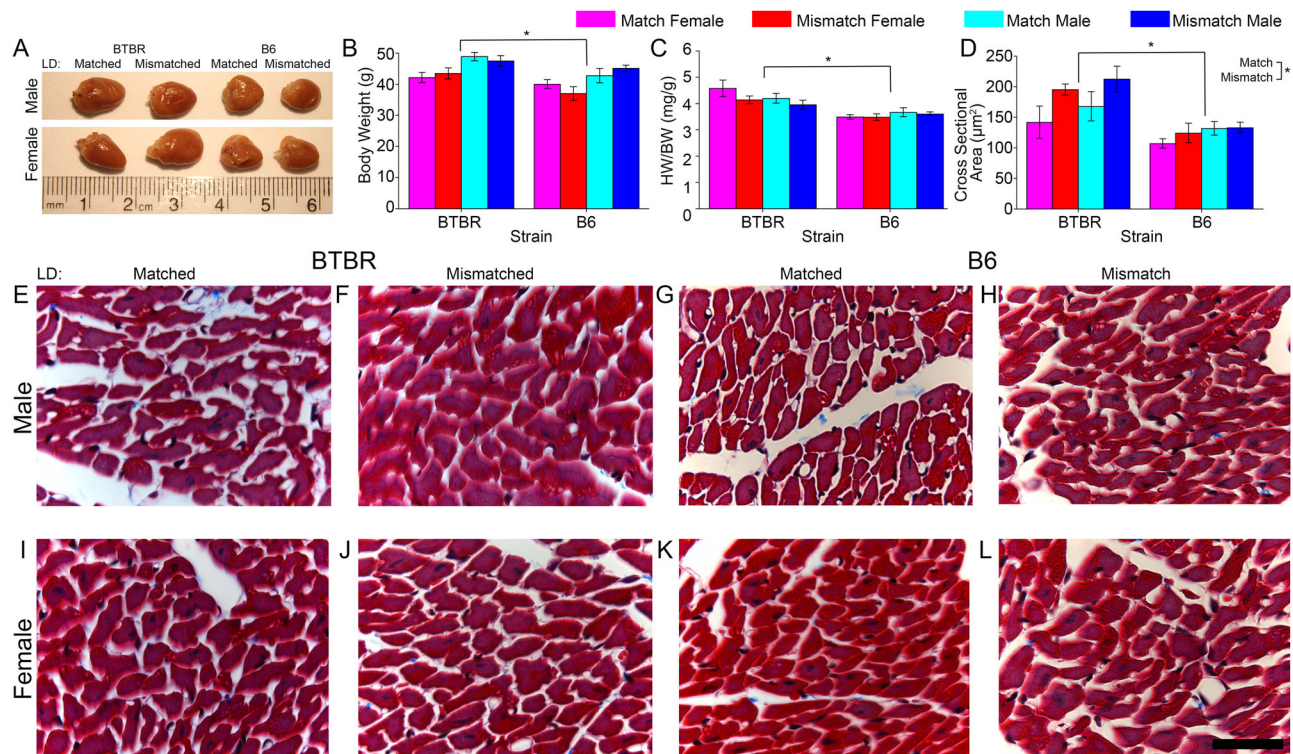 Match Female Mismatch Female Match Male Mismatch Male
A
BTBR B6
LD: Matched Mismatched Matched Mismatched
Male
Female
mm 1 2 cm 3 4 5 6
B
*
Body Weight (g)
60
50
40
30
20
10
0
BTBR B6
Strain
C
*
HW/BW (mg/g)
6
5
4
3
2
1
0
BTBR B6
Strain
D
*
Match
Mismatch
*
Cross Sectional
Area (µm²)
250
200
150
100
50
0
BTBR B6
Strain
BTBR B6
LD: Matched Mismatched Matched Mismatch
Male
E F G H
Female
I J K L